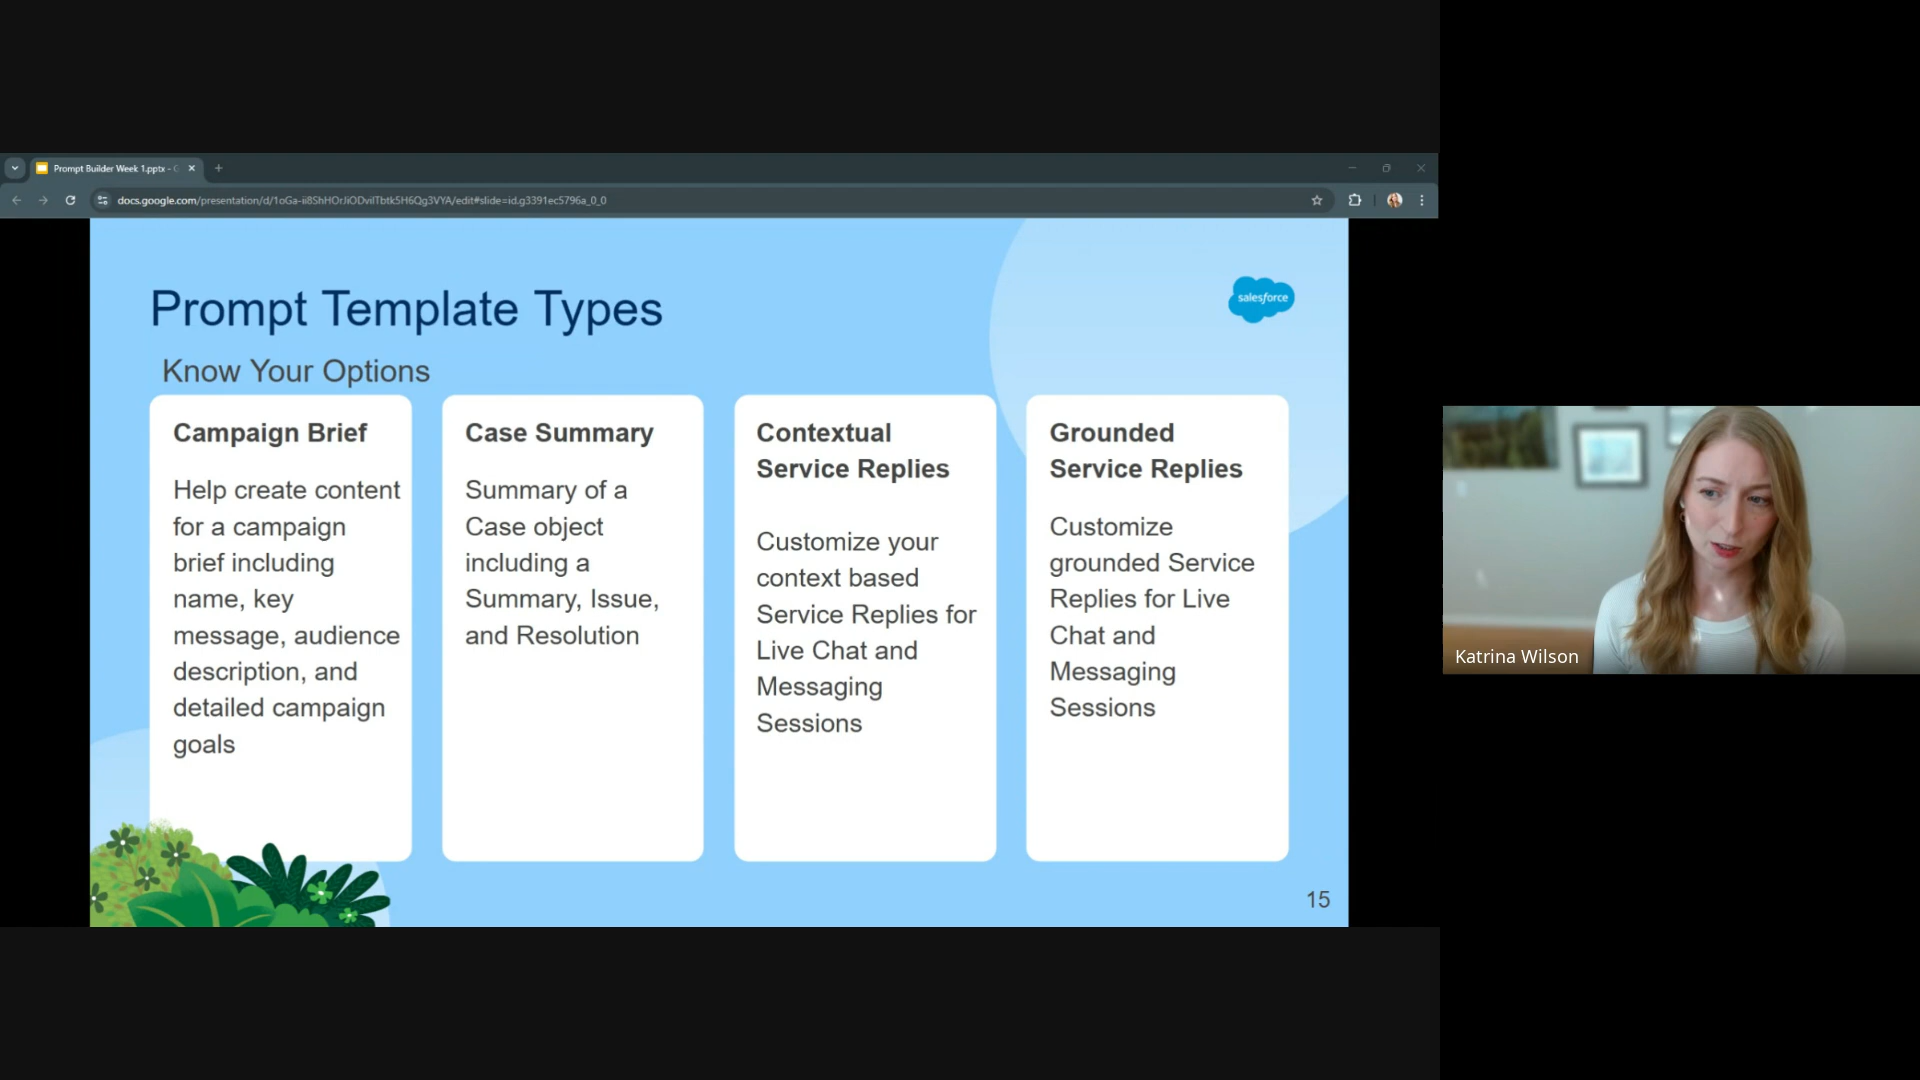 Prompt Builder Week 1.pptx -
docs.google.com/presentation/d/1oGa-ii8ShHOrJiODvilTbtk5H6Qg3VYA/edit#slide=id.g3391ec5796a_0_0
Prompt Template Types
salesforce
Know Your Options
Campaign Brief
Help create content
for a campaign
brief including
name, key
message, audience
description, and
detailed campaign
goals
Case Summary
Summary of a
Case object
including a
Summary, Issue,
and Resolution
Contextual
Service Replies
Customize your
context based
Service Replies for
Live Chat and
Messaging
Sessions
Grounded
Service Replies
Customize
grounded Service
Replies for Live
Chat and
Messaging
Sessions
15
Katrina Wilson